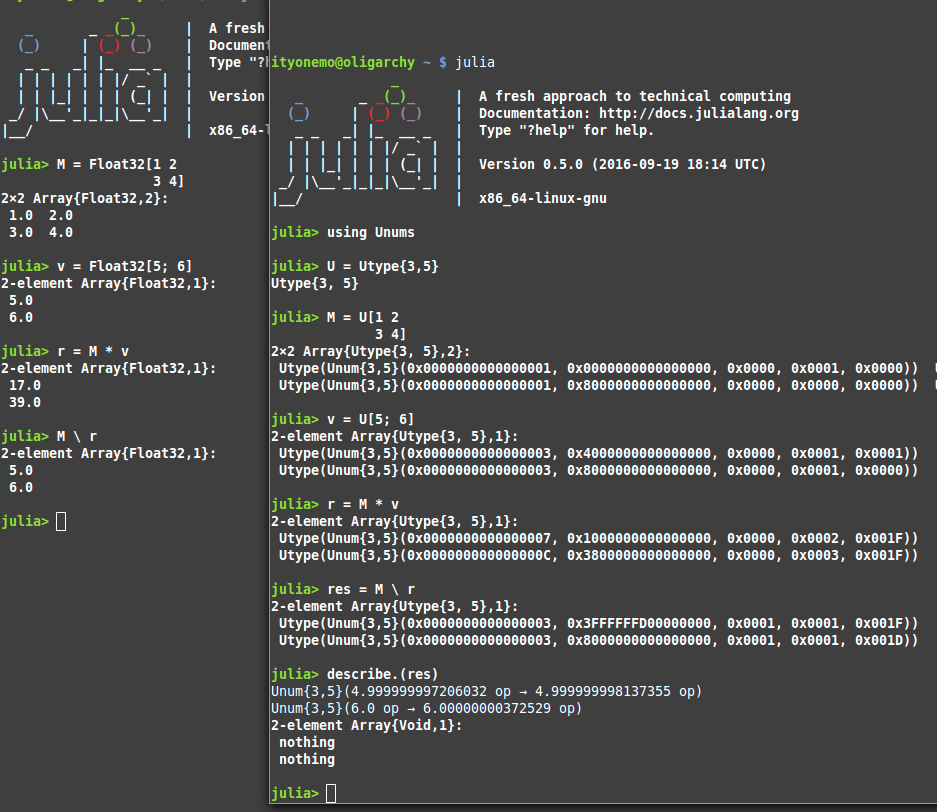 | A fresh
| Document
| Type "?h
| Version
| x86_64-l
julia> M = Float32[1 2
3 4]
2×2 Array{Float32,2}:
1.0 2.0
3.0 4.0
julia> v = Float32[5; 6]
2-element Array{Float32,1}:
5.0
6.0
julia> r = M * v
2-element Array{Float32,1}:
17.0
39.0
julia> M \ r
2-element Array{Float32,1}:
5.0
6.0
julia>
ityonemo@oligarchy ~ $ julia
| A fresh approach to technical computing
| Documentation: http://docs.julialang.org
| Type "?help" for help.
| Version 0.5.0 (2016-09-19 18:14 UTC)
| x86_64-linux-gnu
julia> using Unums
julia> U = Utype{3,5}
Utype{3, 5}
julia> M = U[1 2
3 4]
2×2 Array{Utype{3, 5},2}:
Utype(Unum{3,5}(0x0000000000000001, 0x0000000000000000, 0x0000, 0x0001, 0x0000))
Utype(Unum{3,5}(0x0000000000000001, 0x8000000000000000, 0x0000, 0x0000, 0x0000))
julia> v = U[5; 6]
2-element Array{Utype{3, 5},1}:
Utype(Unum{3,5}(0x0000000000000003, 0x4000000000000000, 0x0000, 0x0001, 0x0001))
Utype(Unum{3,5}(0x0000000000000003, 0x8000000000000000, 0x0000, 0x0001, 0x0000))
julia> r = M * v
2-element Array{Utype{3, 5},1}:
Utype(Unum{3,5}(0x0000000000000007, 0x1000000000000000, 0x0000, 0x0002, 0x001F))
Utype(Unum{3,5}(0x000000000000000C, 0x3800000000000000, 0x0000, 0x0003, 0x001F))
julia> res = M \ r
2-element Array{Utype{3, 5},1}:
Utype(Unum{3,5}(0x0000000000000003, 0x3FFFFFFD00000000, 0x0001, 0x0001, 0x001F))
Utype(Unum{3,5}(0x0000000000000003, 0x8000000000000000, 0x0001, 0x0001, 0x001D))
julia> describe.(res)
Unum{3,5}(4.999999997206032 op → 4.999999998137355 op)
Unum{3,5}(6.0 op → 6.00000000372529 op)
2-element Array{Void,1}:
nothing
nothing
julia>